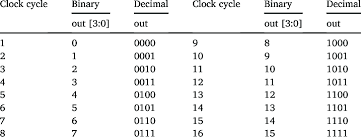 Clock cycle Binary Decimal Clock cycle Binary Decimal
out [3:0] out out [3:0] out
1 0 0000 9 8 1000
2 1 0001 10 9 1001
3 2 0010 11 10 1010
4 3 0011 12 11 1011
5 4 0100 13 12 1100
6 5 0101 14 13 1101
7 6 0110 15 14 1110
8 7 0111 16 15 1111